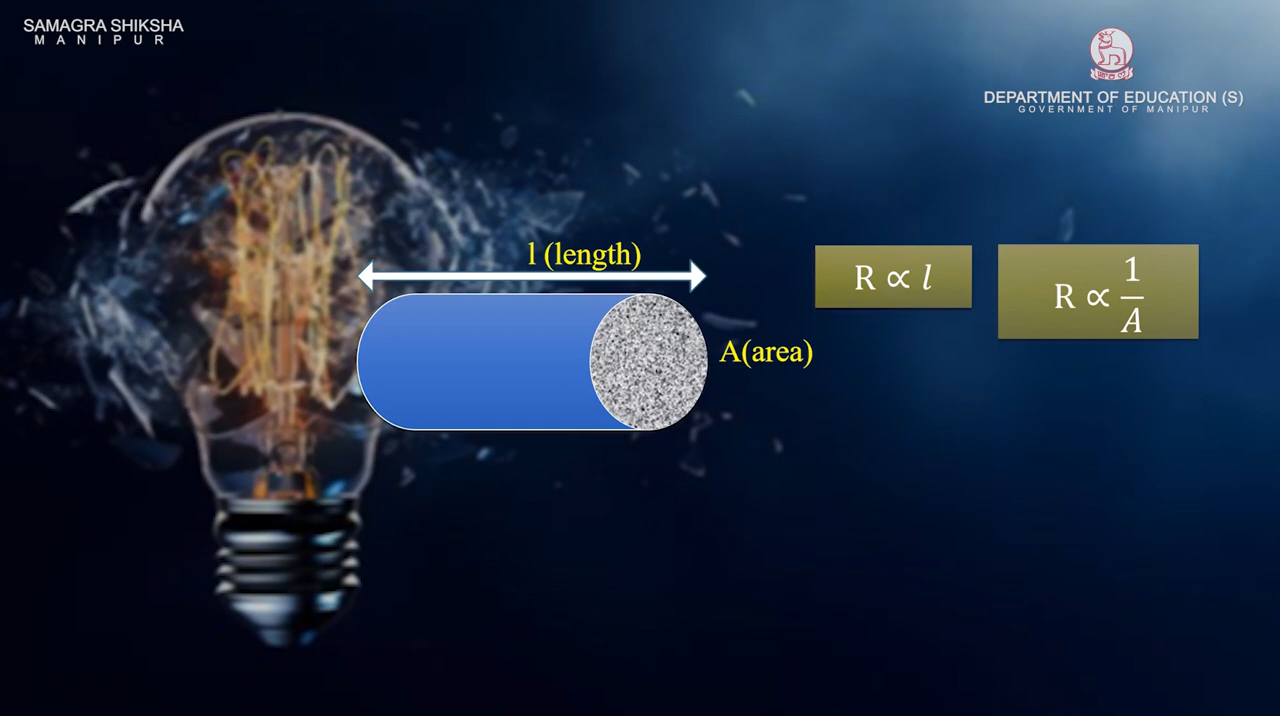 SAMAGRA SHIKSHA
MANIPUR
DEPARTMENT OF EDUCATION (S)
GOVERNMENT OF MANIPUR
l (length)
A(area)
R ∝ l
R ∝ 1/A